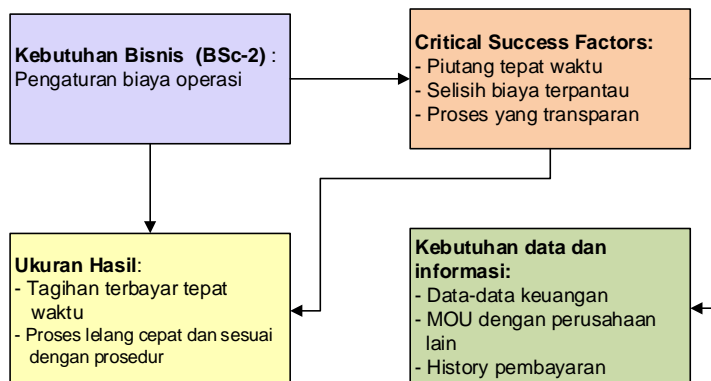 Kebutuhan Bisnis (BSc-2) :
Pengaturan biaya operasi
Critical Success Factors:
- Piutang tepat waktu
- Selisih biaya terpantau
- Proses yang transparan
Ukuran Hasil:
- Tagihan terbayar tepat
waktu
- Proses lelang cepat dan sesuai
dengan prosedur
Kebutuhan data dan
informasi:
- Data-data keuangan
- MOU dengan perusahaan
lain
- History pembayaran